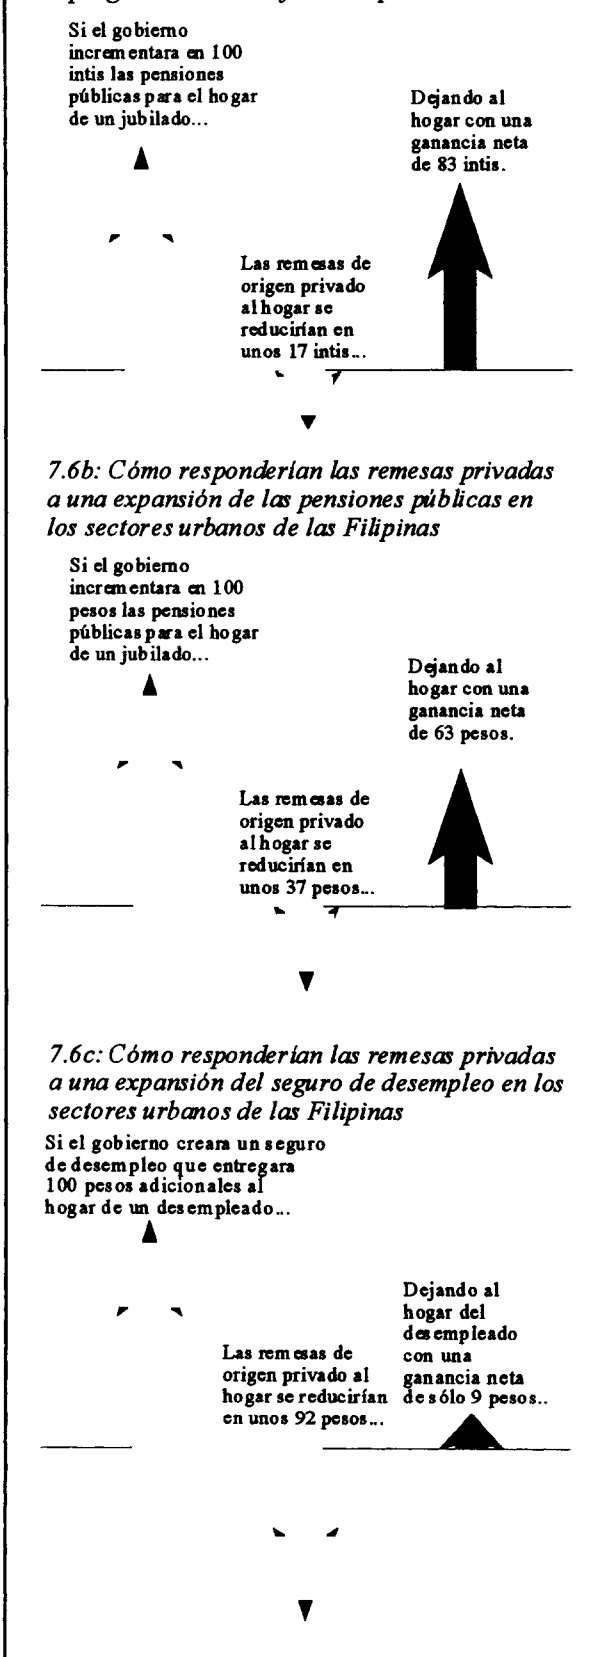 Si el gobierno
incrementara en 100
intis las pensiones
públicas para el hogar
de un jubilado...
Dejando al
hogar con una
ganancia neta
de 83 intis.
Las remesas de
origen privado
al hogar se
reducirían en
unos 17 intis...
7.6b: Cómo responderían las remesas privadas
a una expansión de las pensiones públicas en
los sectores urbanos de las Filipinas
Si el gobierno
incrementara en 100
pesos las pensiones
públicas para el hogar
de un jubilado...
Dejando al
hogar con una
ganancia neta
de 63 pesos.
Las remesas de
origen privado
al hogar se
reducirían en
unos 37 pesos...
7.6c: Cómo responderían las remesas privadas
a una expansión del seguro de desempleo en los
sectores urbanos de las Filipinas
Si el gobierno creara un seguro
de desempleo que entregara
100 pesos adicionales al
hogar de un desempleado...
Dejando al
hogar del
desempleado
con una
ganancia neta
de sólo 9 pesos..
Las remesas de
origen privado al
hogar se reducirían
en unos 92 pesos...